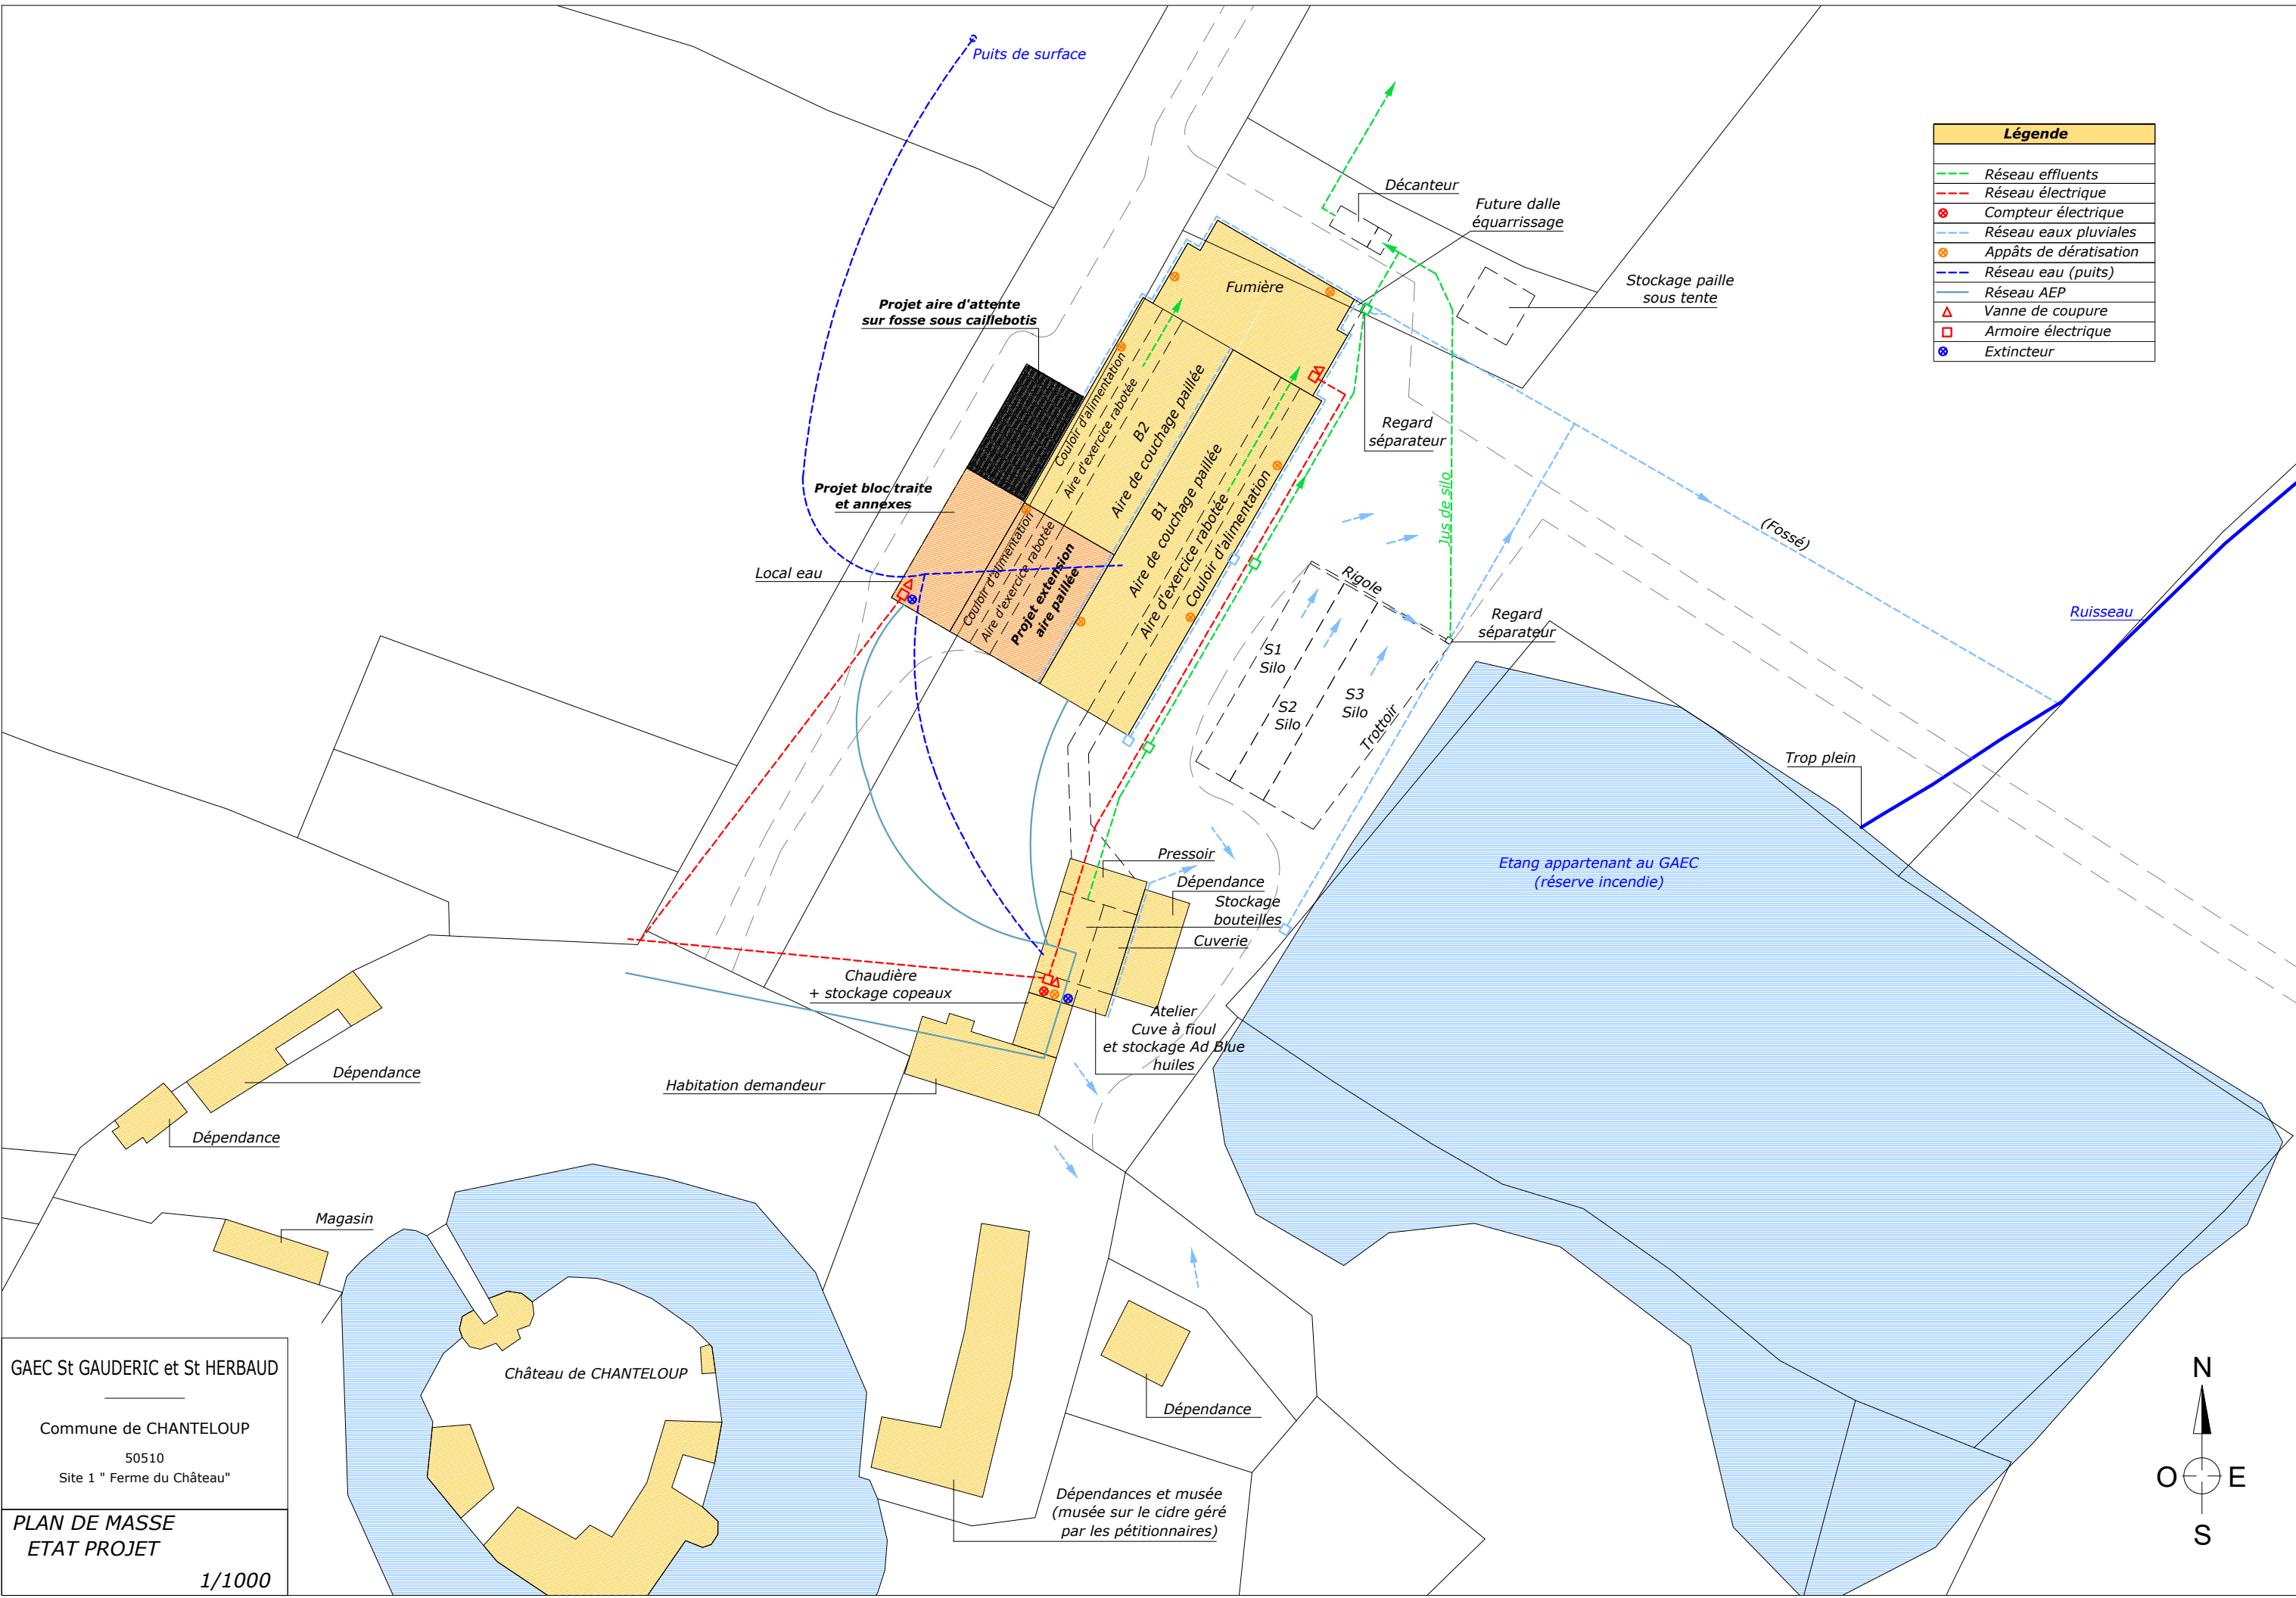 Puits de surface
Légende
Réseau effluents
Réseau électrique
Compteur électrique
Réseau eaux pluviales
Appâts de dératisation
Réseau eau (puits)
Réseau AEP
Vanne de coupure
Armoire électrique
Extincteur
Décanteur
Future dalle
équarrissage
Stockage paille
sous tente
Fumière
Projet aire d'attente
sur fosse sous caillebotis
Couloir d'alimentation
Aire d'exercice rabotée
B2
Aire de couchage paillée
B1
Aire de couchage paillée
Aire d'exercice rabotée
Couloir d'alimentation
Regard
séparateur
Projet bloc traite
et annexes
Couloir d'alimentation
Aire d'exercice rabotée
Projet extension
aire paillée
Local eau
Jus de silo
(Fossé)
Rigole
Regard
séparateur
Ruisseau
S1
Silo
S2
Silo
S3
Silo
Trottoir
Trop plein
Etang appartenant au GAEC
(réserve incendie)
Pressoir
Dépendance
Stockage
bouteilles
Cuverie
Chaudière
+ stockage copeaux
Atelier
Cuve à fioul
et stockage Ad Blue
huiles
Habitation demandeur
Dépendance
Dépendance
Magasin
Château de CHANTELOUP
Dépendance
Dépendances et musée
(musée sur le cidre géré
par les pétitionnaires)
GAEC St GAUDERIC et St HERBAUD
Commune de CHANTELOUP
50510
Site 1 " Ferme du Château"
PLAN DE MASSE
ETAT PROJET
1/1000
N
O E
S